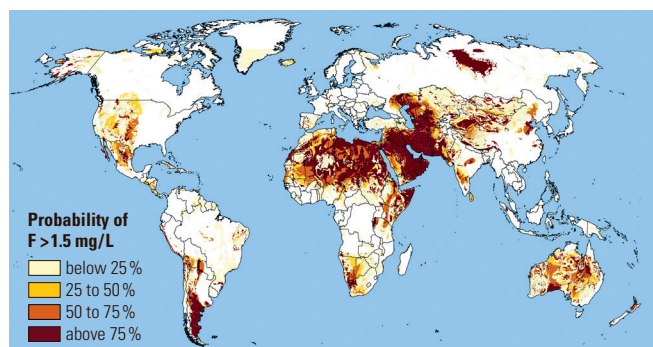 Probability of
F >1.5 mg/L
below 25 %
25 to 50 %
50 to 75 %
above 75 %